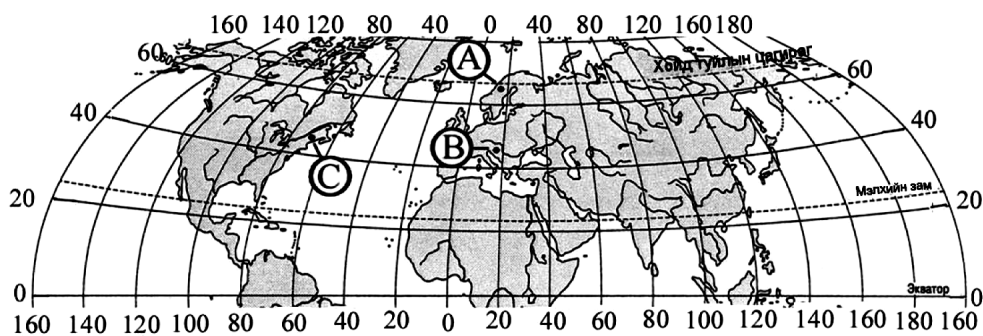 160 140 120 80 40 0 40 80 120 160 180
A
60 60 Хойд туйлын цагираг 60
40 40
B
C
Мэлхийн зам
20 20
Экватор
0 0
160 140 120 100 80 60 40 20 0 20 40 60 80 100 120 140 160 180 160